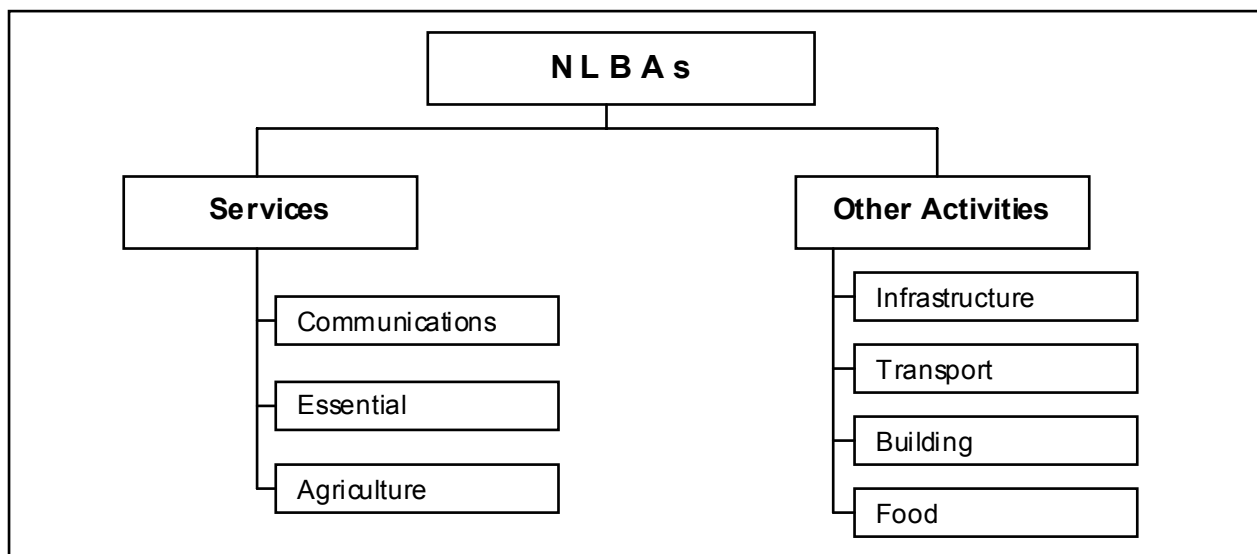 N L B A s
Services
Other Activities
Communications
Essential
Agriculture
Infrastructure
Transport
Building
Food